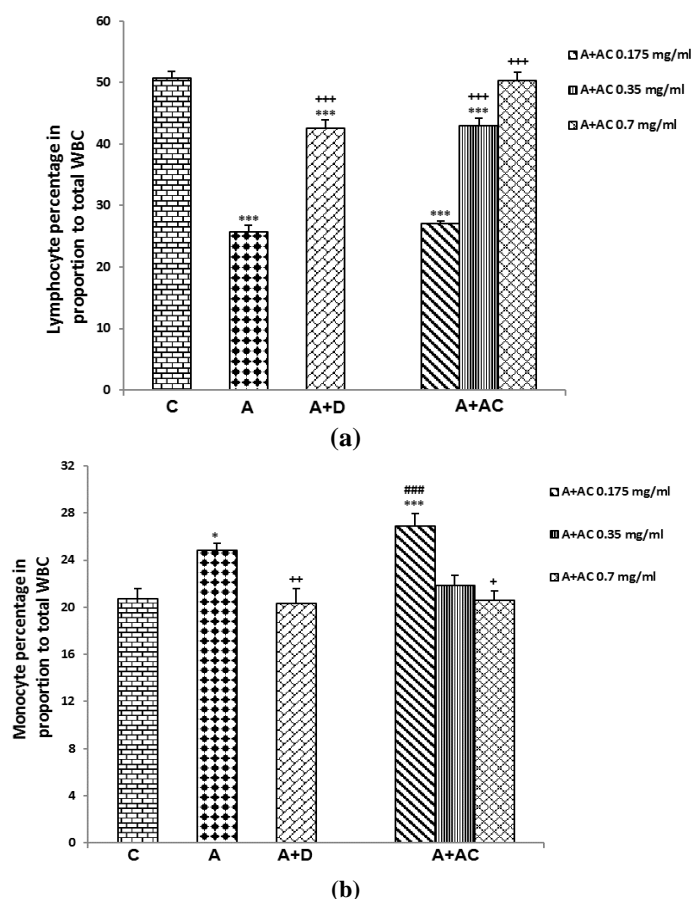 Lymphocyte percentage in
proportion to total WBC
60
50
40
30
20
10
0
***
+++
***
***
+++
***
+++
C A A+D A+AC
A+AC 0.175 mg/ml
A+AC 0.35 mg/ml
A+AC 0.7 mg/ml
(a)
Monocyte percentage in
proportion to total WBC
32
28
24
20
16
12
8
4
0
*
++
###
***
+
C A A+D A+AC
A+AC 0.175 mg/ml
A+AC 0.35 mg/ml
A+AC 0.7 mg/ml
(b)